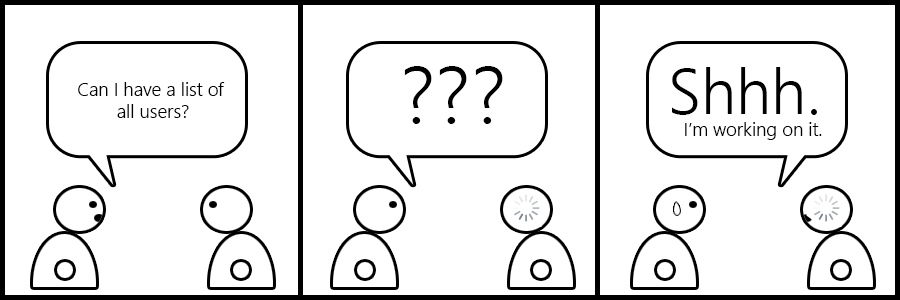 Can I have a list of
all users?
???
Shhh.
I'm working on it.